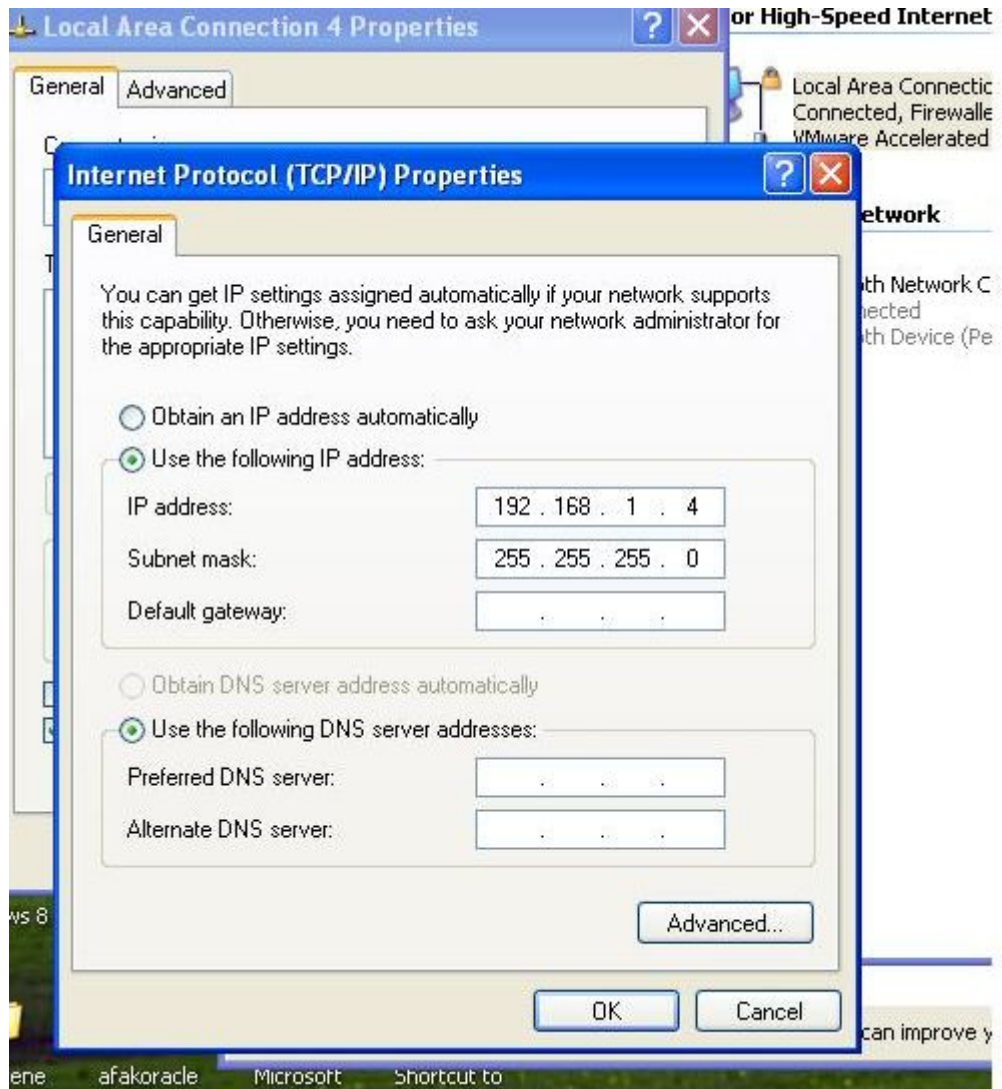 Local Area Connection 4 Properties
or High-Speed Internet
General
Advanced
Local Area Connectic
Connected, Firewalle
VMware Accelerated
Internet Protocol (TCP/IP) Properties
etwork
General
You can get IP settings assigned automatically if your network supports
this capability. Otherwise, you need to ask your network administrator for
the appropriate IP settings.
th Network C
nected
th Device (Pe
Obtain an IP address automatically
Use the following IP address:
IP address: 192 . 168 . 1 . 4
Subnet mask: 255 . 255 . 255 . 0
Default gateway: . . .
Obtain DNS server address automatically
Use the following DNS server addresses:
Preferred DNS server: . . .
Alternate DNS server: . . .
ws 8
Advanced...
OK
Cancel
can improve y
ene
afakoracle
Microsoft
Shortcut to